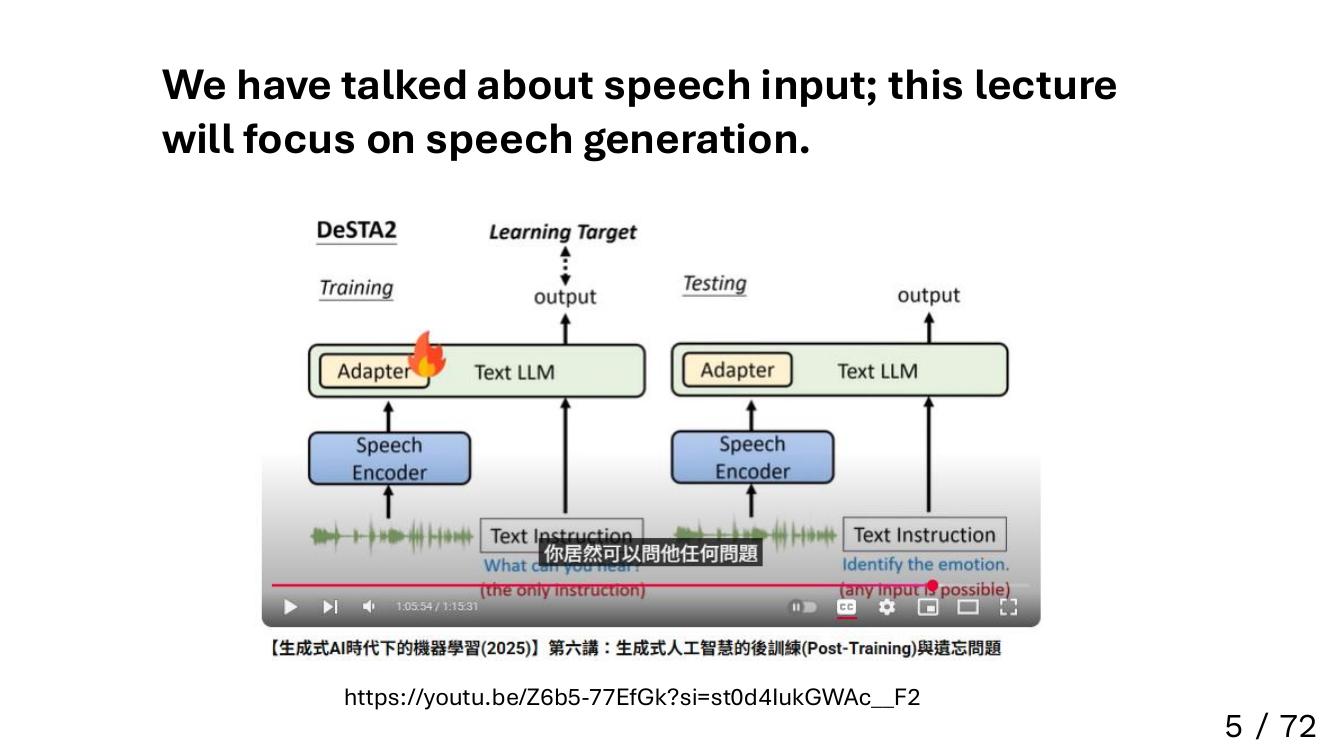 We have talked about speech input; this lecture
will focus on speech generation.
DeSTA2
Learning Target
Training
output
Adapter
Text LLM
Speech
Encoder
Text Instruction
What can you hear?
(the only instruction)
Testing
output
Adapter
Text LLM
Speech
Encoder
Text Instruction
Identify the emotion.
(any input is possible)
你居然可以問他任何問題
1:05:54 / 1:15:31
CC
【生成式AI時代下的機器學習(2025)】第六講：生成式人工智慧的後訓練(Post-Training)與遺忘問題
https://youtu.be/Z6b5-77EfGk?si=st0d4IukGWAc__F2
5 / 72